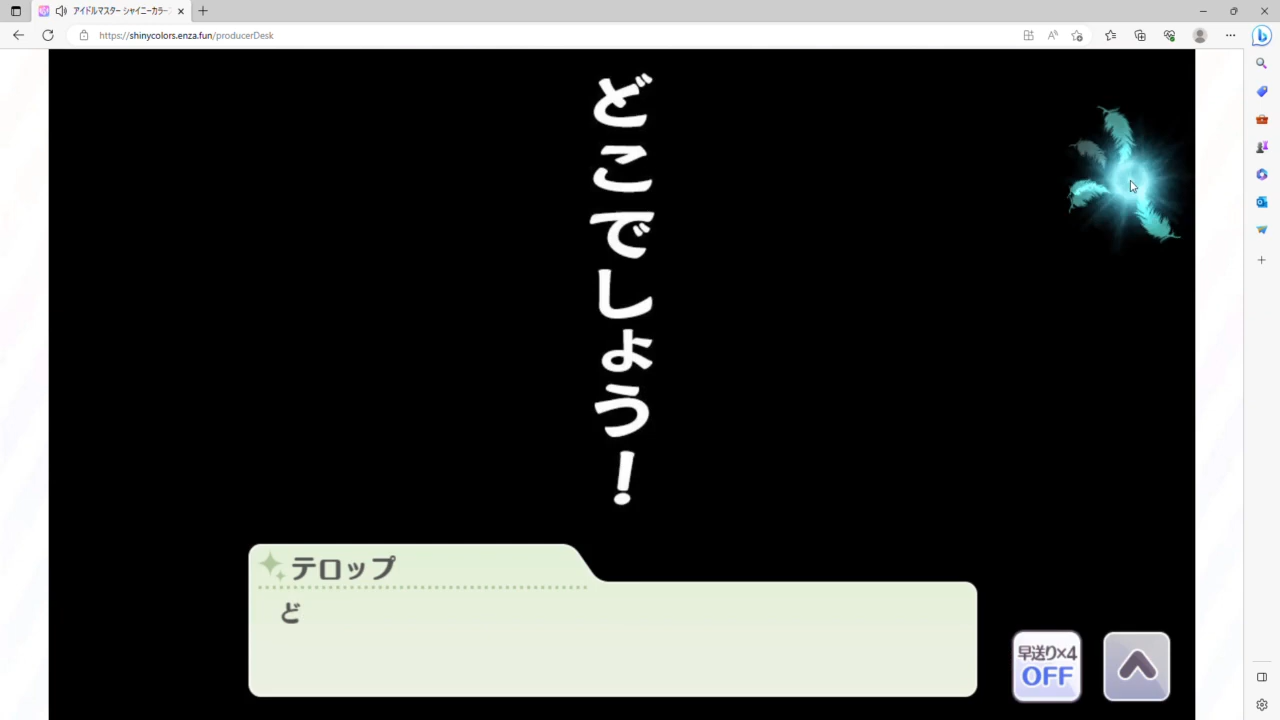 アイドルマスター シャイニーカラーズ
https://shinycolors.enza.fun/producerDesk
どこでしょう！
テロップ
ど
早送り×4
OFF